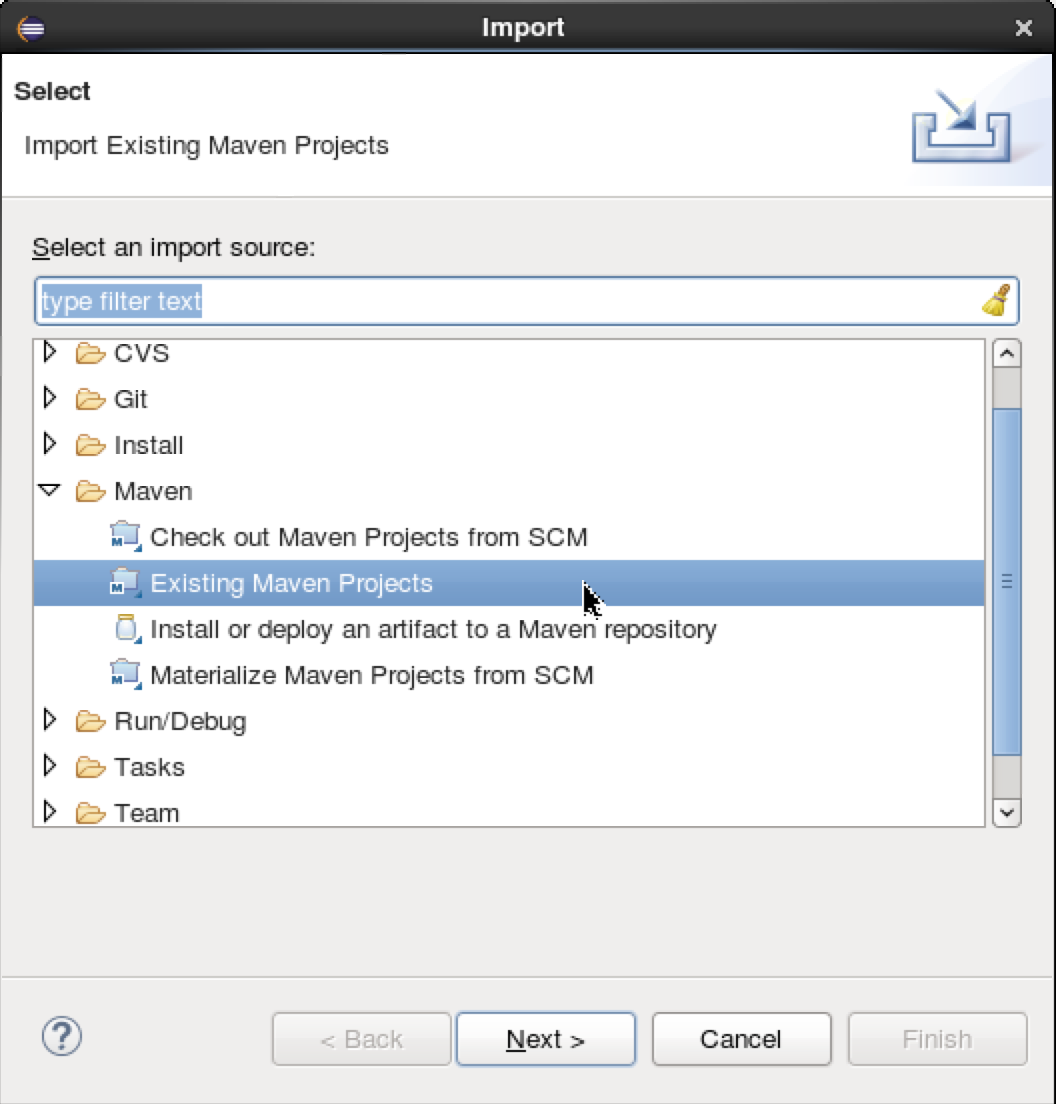 Import
Select
Import Existing Maven Projects
Select an import source:
type filter text
CVS
Git
Install
Maven
Check out Maven Projects from SCM
Existing Maven Projects
Install or deploy an artifact to a Maven repository
Materialize Maven Projects from SCM
Run/Debug
Tasks
Team
< Back
Next >
Cancel
Finish